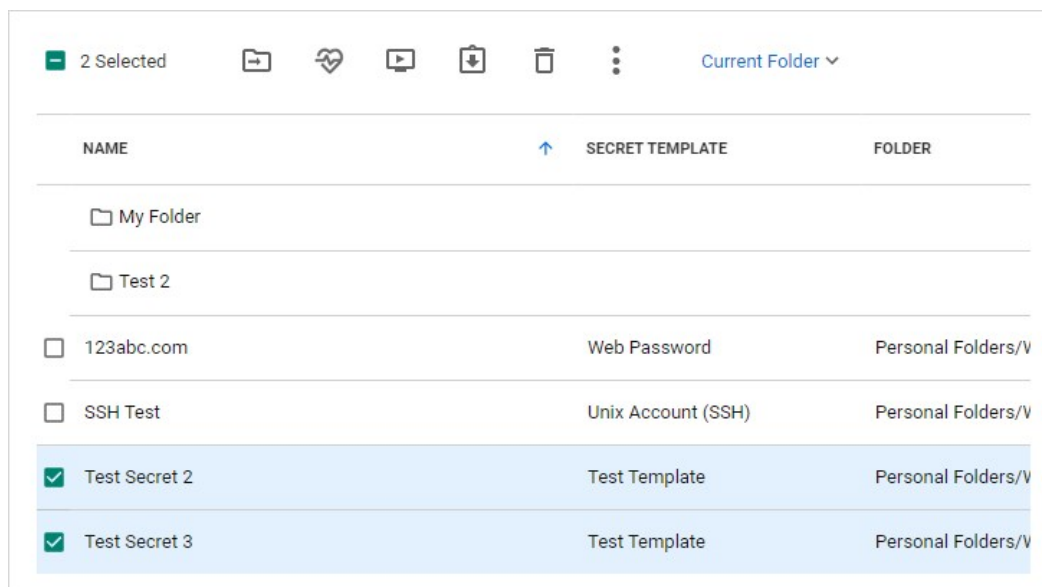 2 Selected Current Folder
NAME SECRET TEMPLATE FOLDER
My Folder
Test 2
123abc.com Web Password Personal Folders/
SSH Test Unix Account (SSH) Personal Folders/
Test Secret 2 Test Template Personal Folders/
Test Secret 3 Test Template Personal Folders/